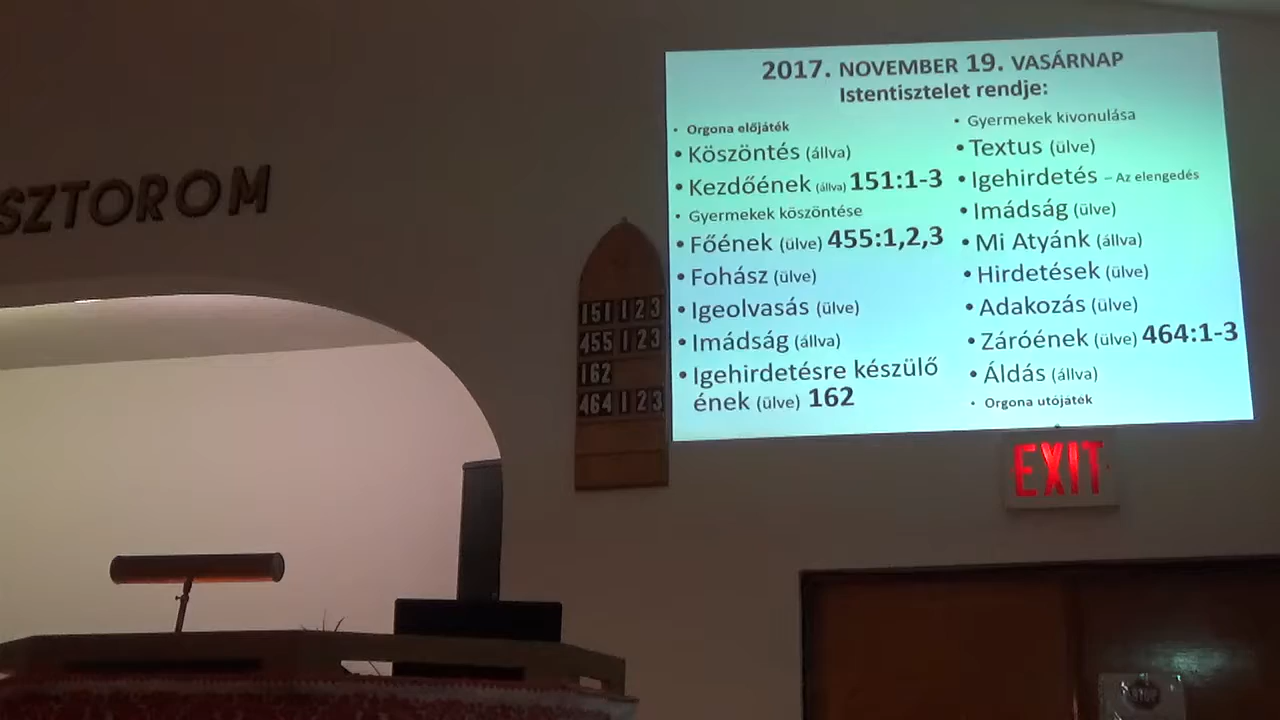 SZTOROM
2017. NOVEMBER 19. VASÁRNAP
Istentisztelet rendje:
• Orgona előjáték
• Köszöntés (állva)
• Kezdőének (állva) 151:1-3
• Gyermekek köszöntése
• Főének (ülve) 455:1,2,3
• Fohász (ülve)
• Igeolvasás (ülve)
• Imádság (állva)
• Igehirdetésre készülő
ének (ülve) 162
• Gyermekek kivonulása
• Textus (ülve)
• Igehirdetés – Az elengedés
• Imádság (ülve)
• Mi Atyánk (állva)
• Hirdetések (ülve)
• Adakozás (ülve)
• Záróének (ülve) 464:1-3
• Áldás (állva)
• Orgona utójáték
151 1 2 3
455 1 2 3
162
464 1 2 3
EXIT